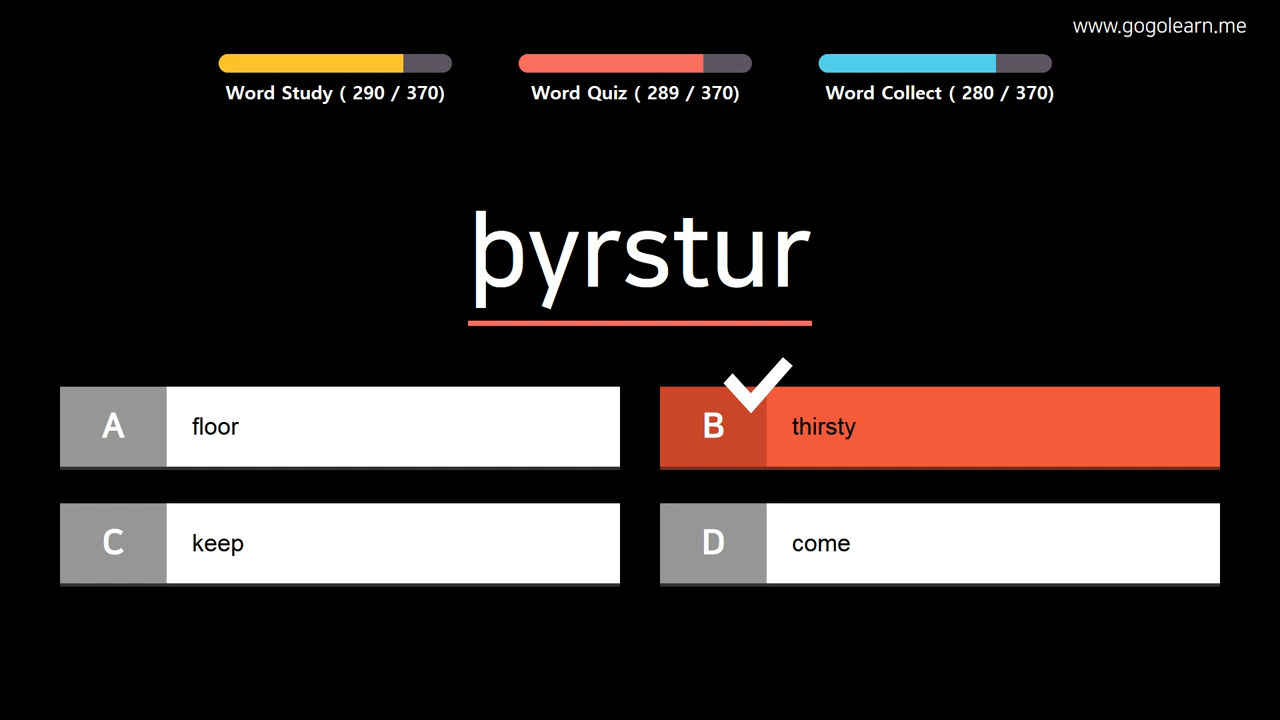 www.gogolearn.me
Word Study ( 290 / 370)
Word Quiz ( 289 / 370)
Word Collect ( 280 / 370)
þyrstur
A floor
B thirsty
C keep
D come